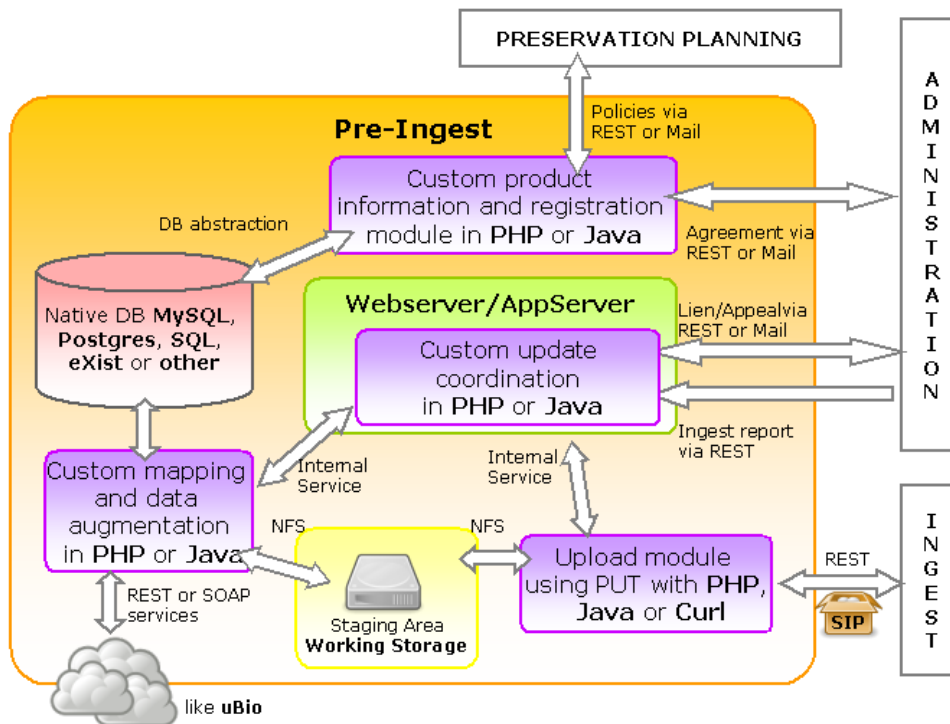 PRESERVATION PLANNING
Policies via
REST or Mail
Pre-Ingest
Custom product
information and registration
module in PHP or Java
DB abstraction
Agreement via
REST or Mail
ADMINISTRATION
Native DB MySQL,
Postgres, SQL,
eXist or other
Webserver/AppServer
Custom update
coordination
in PHP or Java
Lien/Appealvia
REST or Mail
Ingest report
via REST
Internal
Service
Internal
Service
Custom mapping
and data
augmentation
in PHP or Java
NFS
NFS
Staging Area
Working Storage
Upload module
using PUT with PHP,
Java or Curl
REST
SIP
INGEST
REST or SOAP
services
like uBio